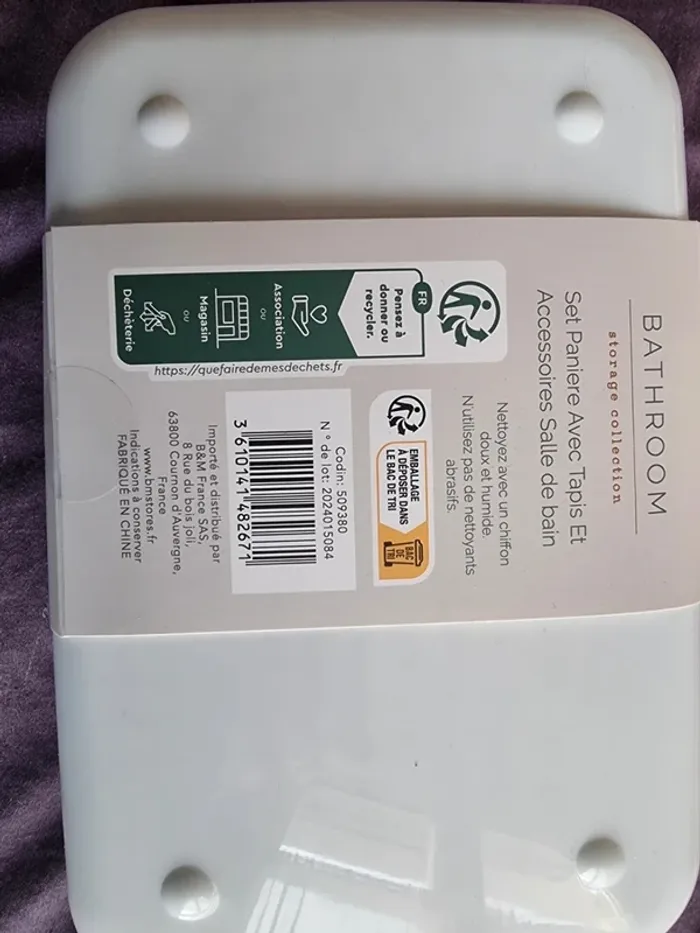 BATHROOM
storage collection
Set Paniere Avec Tapis Et
Accessoires Salle de bain
Nettoyez avec un chiffon
doux et humide.
N'utilisez pas de nettoyants
abrasifs.
FR
Pensez à
donner ou
recycler.
Association
ou
Magasin
ou
Déchèterie
https://quefairedemesdechets.fr
EMBALLAGE
À DÉPOSER DANS
LE BAC DE TRI
BAC
DE
TRI
Codin: 509380
N° de lot: 2024015084
3 610141 482671
Importé et distribué par
B&M France SAS,
8 Rue du bois joli,
63800 Cournon d'Auvergne,
France
www.bmstores.fr
Indications à conserver
FABRIQUÉ EN CHINE